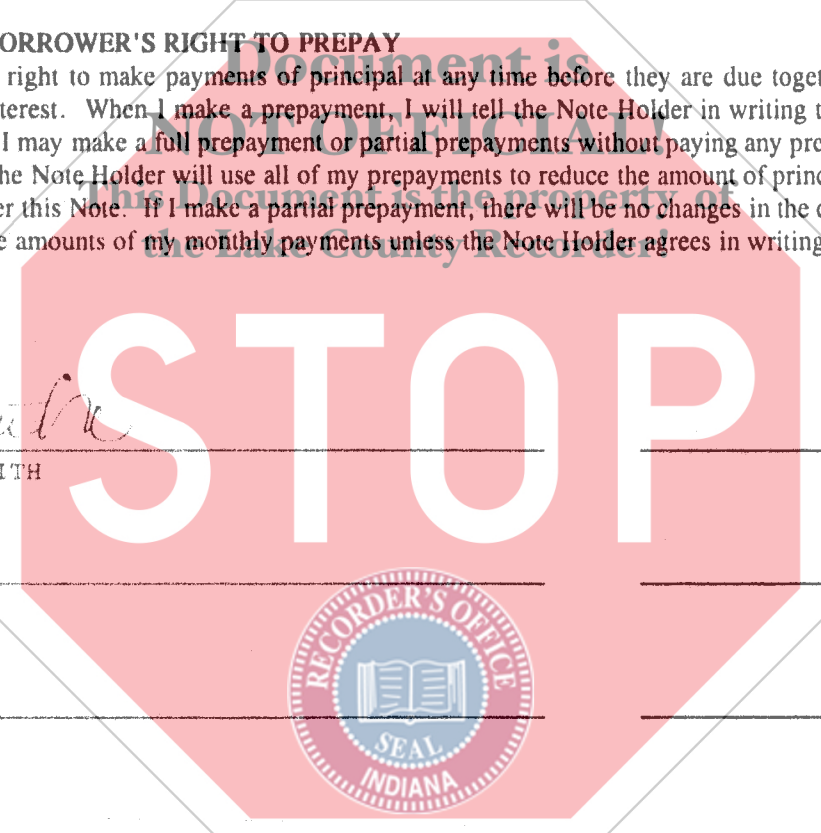 ORROWER'S RIGHT TO PREPAY
right to make payments of principal at any time before they are due toget
terest. When I make a prepayment, I will tell the Note Holder in writing t
I may make a full prepayment or partial prepayments without paying any pre
he Note Holder will use all of my prepayments to reduce the amount of princ
er this Note. If I make a partial prepayment, there will be no changes in the
e amounts of my monthly payments unless the Note Holder agrees in writing
Document is
NOT OFFICIAL!
This Document is the property of
the Lake County Recorder!
STOP
ITH
RECORDER'S OFFICE
SEAL
INDIANA